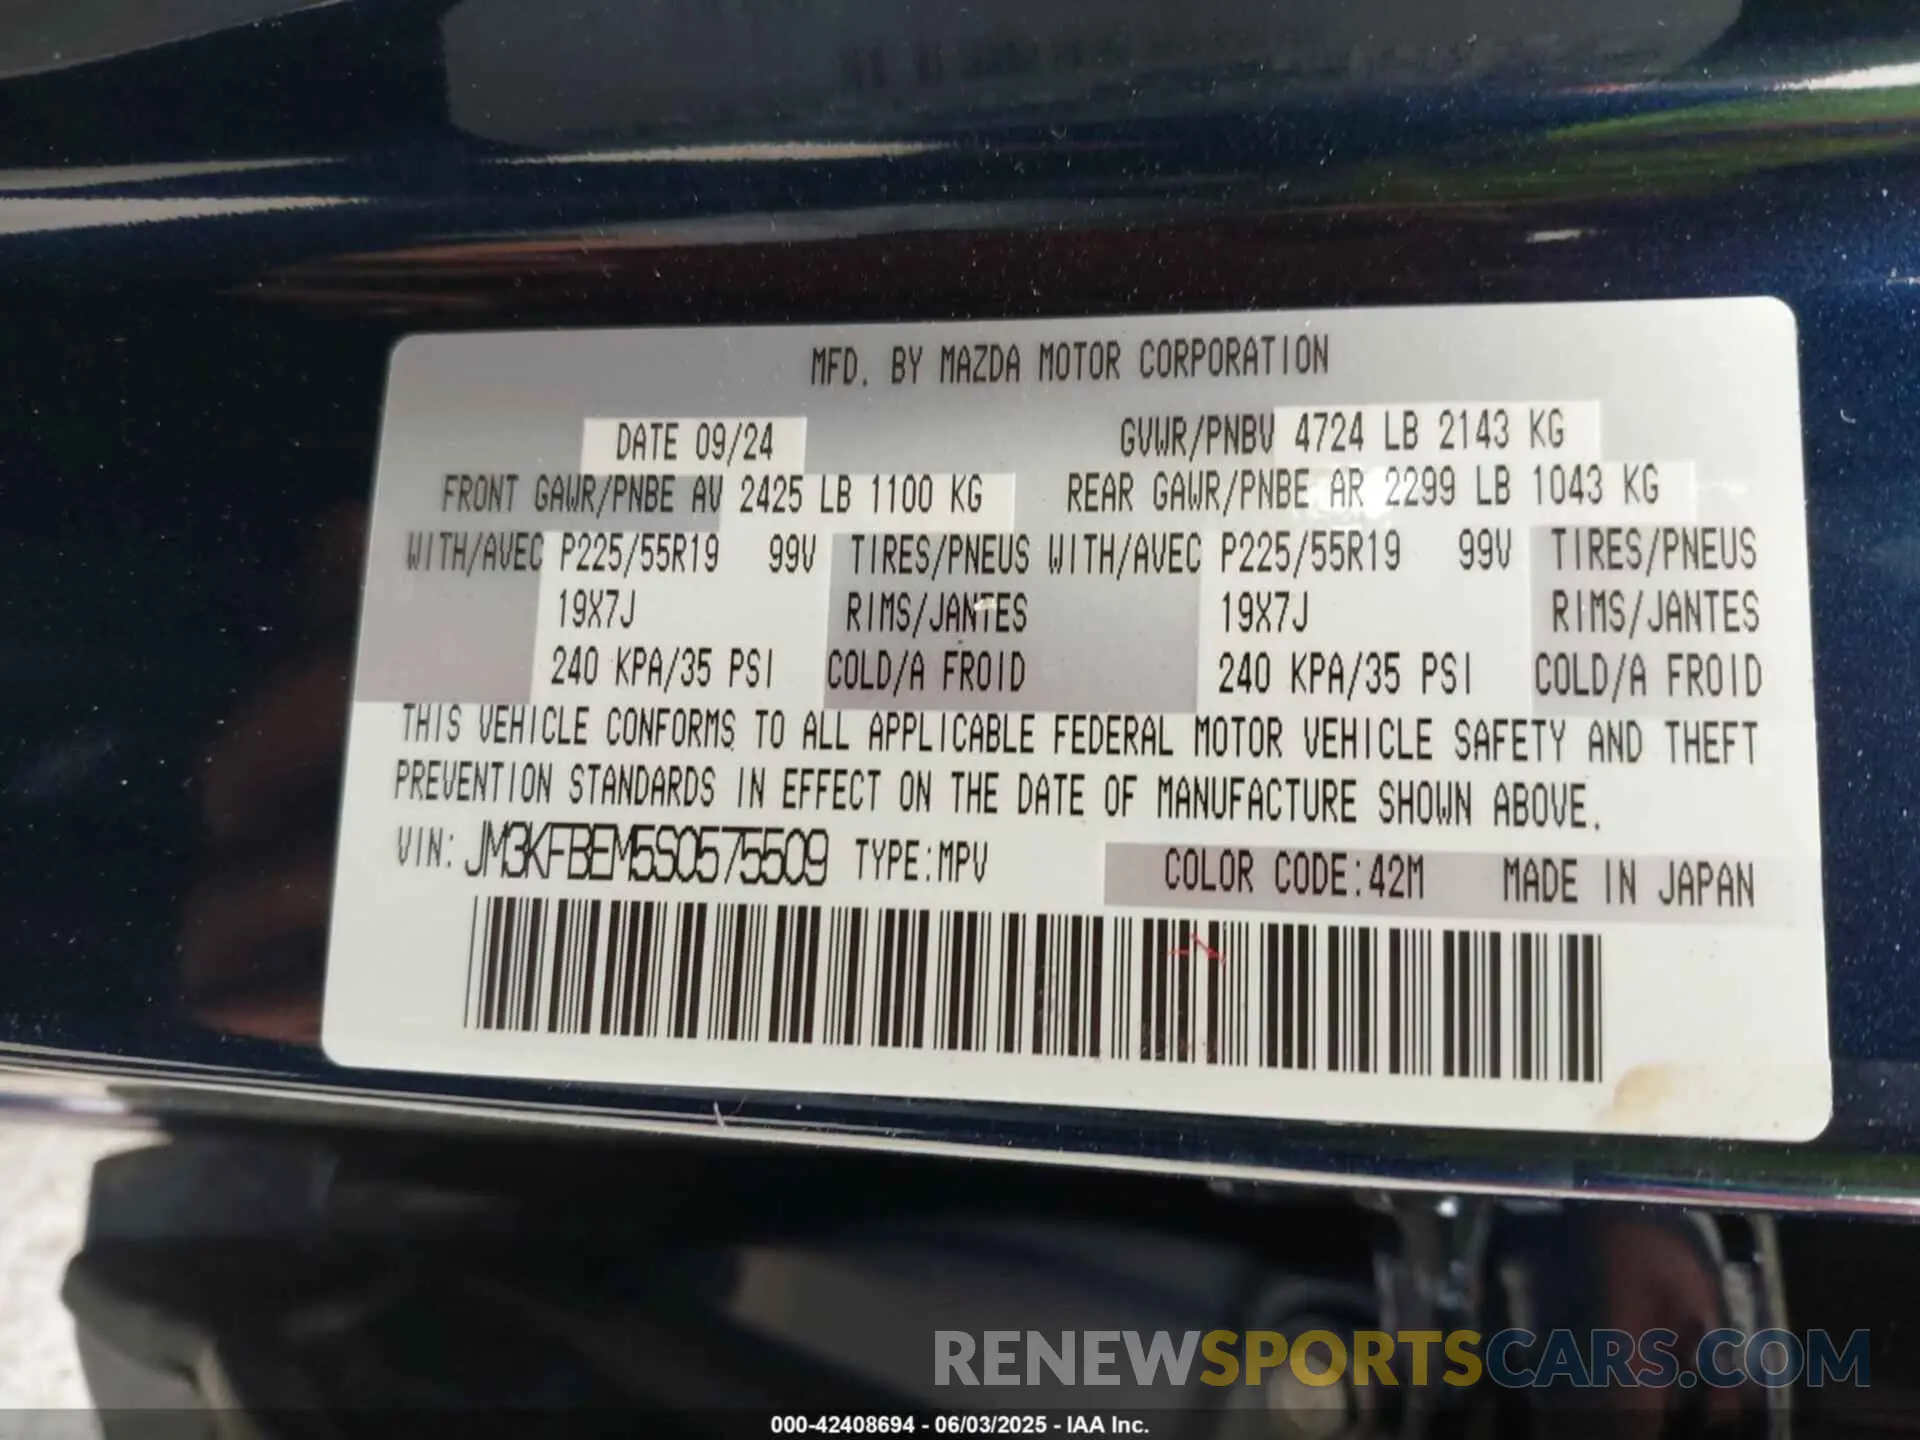 MFD. BY MAZDA MOTOR CORPORATION
DATE 09/24 GVWR/PNBV 4724 LB 2143 KG
FRONT GAWR/PNBE AV 2425 LB 1100 KG REAR GAWR/PNBE AR 2299 LB 1043 KG
WITH/AVEC P225/55R19 99V TIRES/PNEUS WITH/AVEC P225/55R19 99V TIRES/PNEUS
19X7J RIMS/JANTES 19X7J RIMS/JANTES
240 KPA/35 PSI COLD/A FROID 240 KPA/35 PSI COLD/A FROID
THIS VEHICLE CONFORMS TO ALL APPLICABLE FEDERAL MOTOR VEHICLE SAFETY AND THEFT
PREVENTION STANDARDS IN EFFECT ON THE DATE OF MANUFACTURE SHOWN ABOVE.
VIN: JM3KFBEM5S0575509 TYPE:MPV COLOR CODE:42M MADE IN JAPAN
RENEWSPORTSCARS.COM
000-42408694 - 06/03/2025 - IAA Inc.